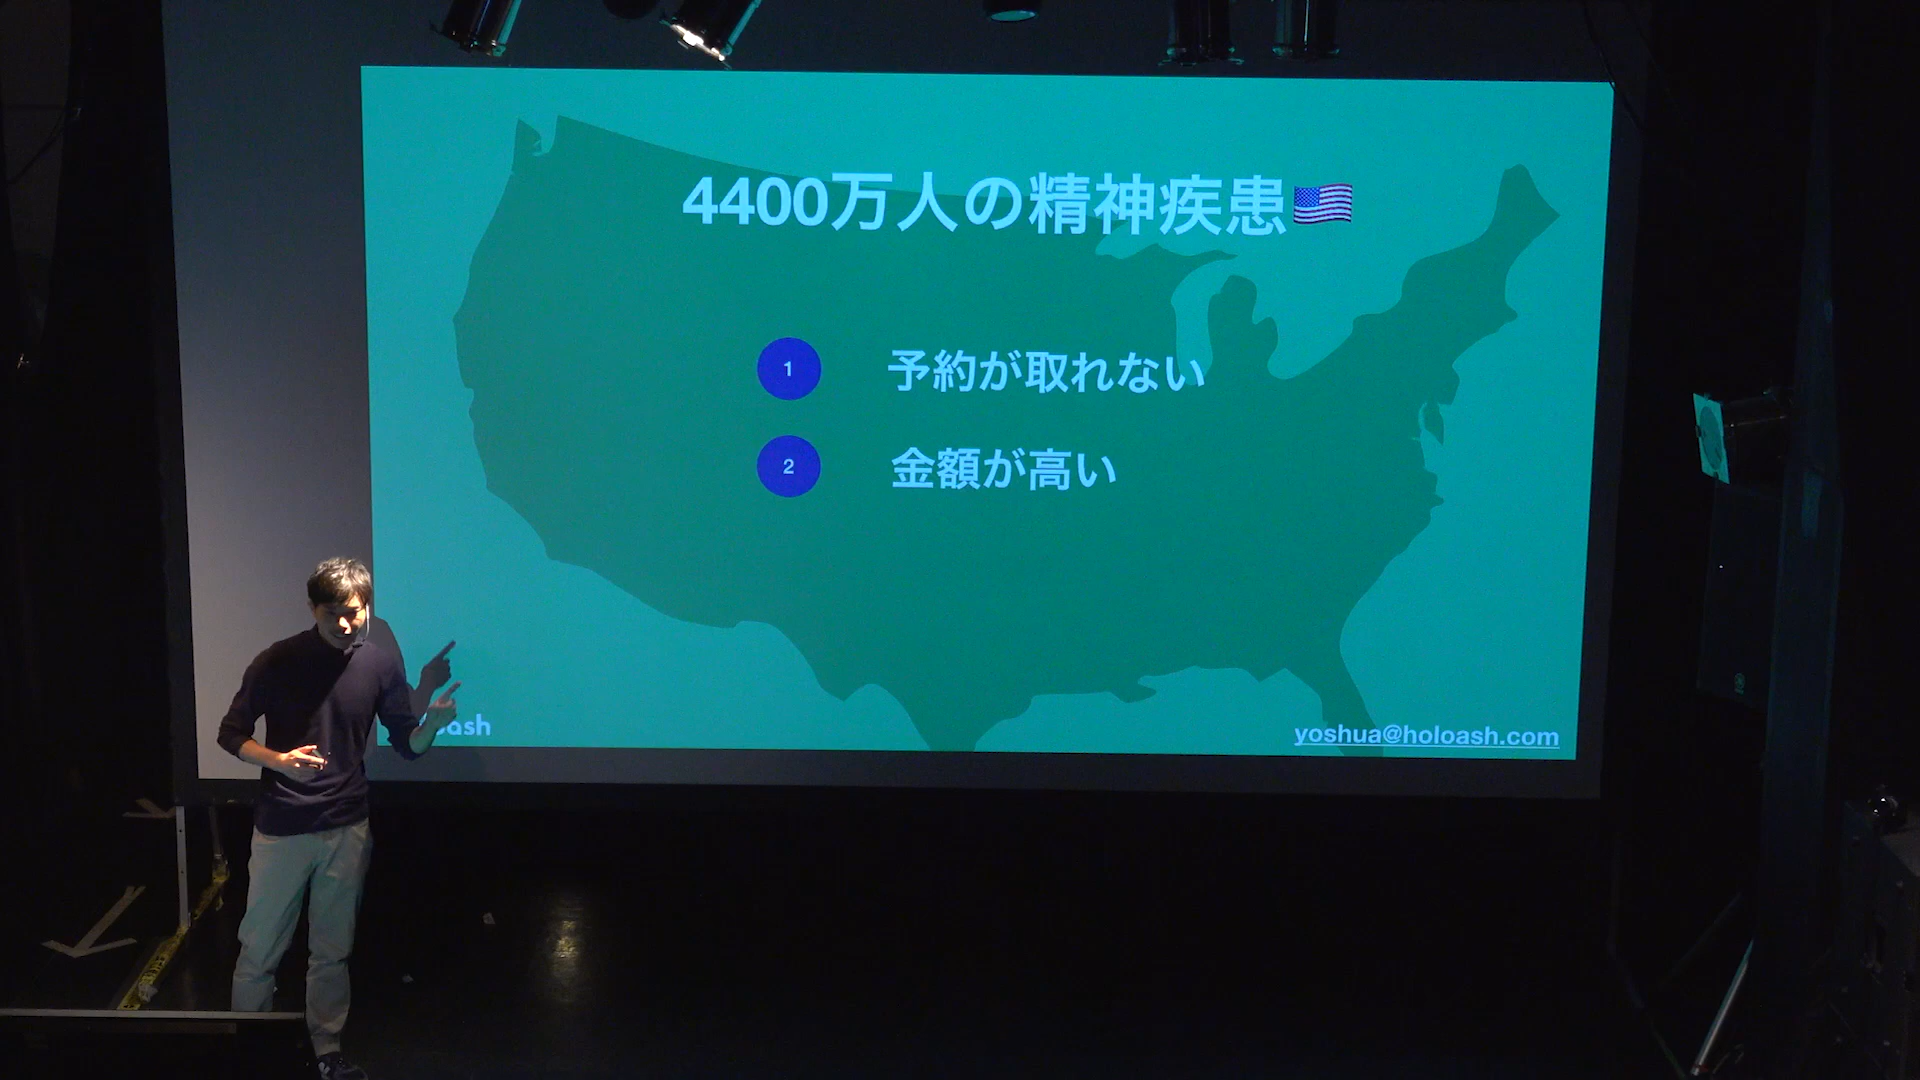 4400万人の精神疾患🇺🇸
1 予約が取れない
2 金額が高い
yoshua@holoash.com